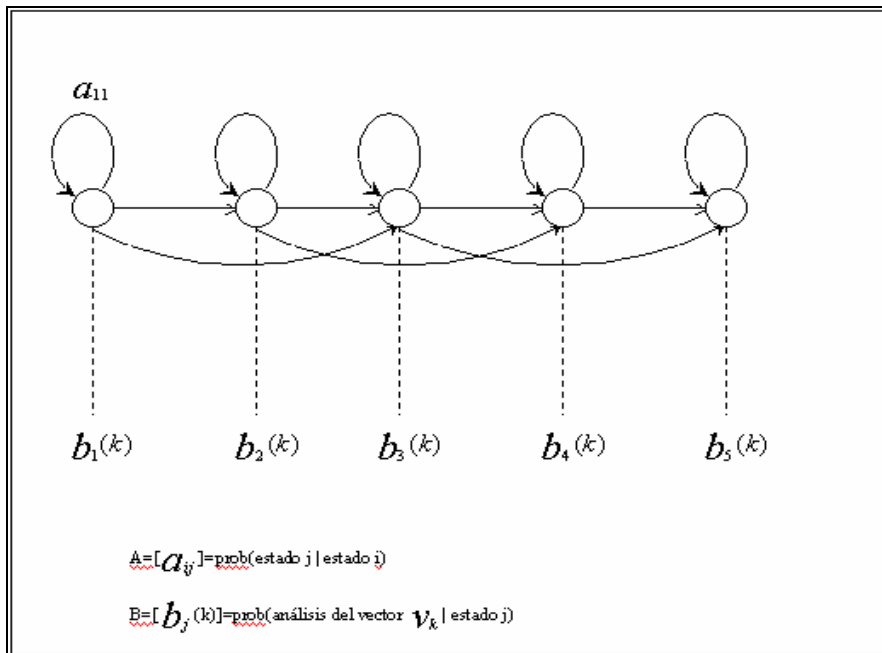 a₁₁
b₁(k) b₂(k) b₃(k) b₄(k) b₅(k)
A=[aᵢⱼ]=prob(estado j | estado i)
B=[bⱼ(k)]=prob(análisis del vector vₖ | estado j)